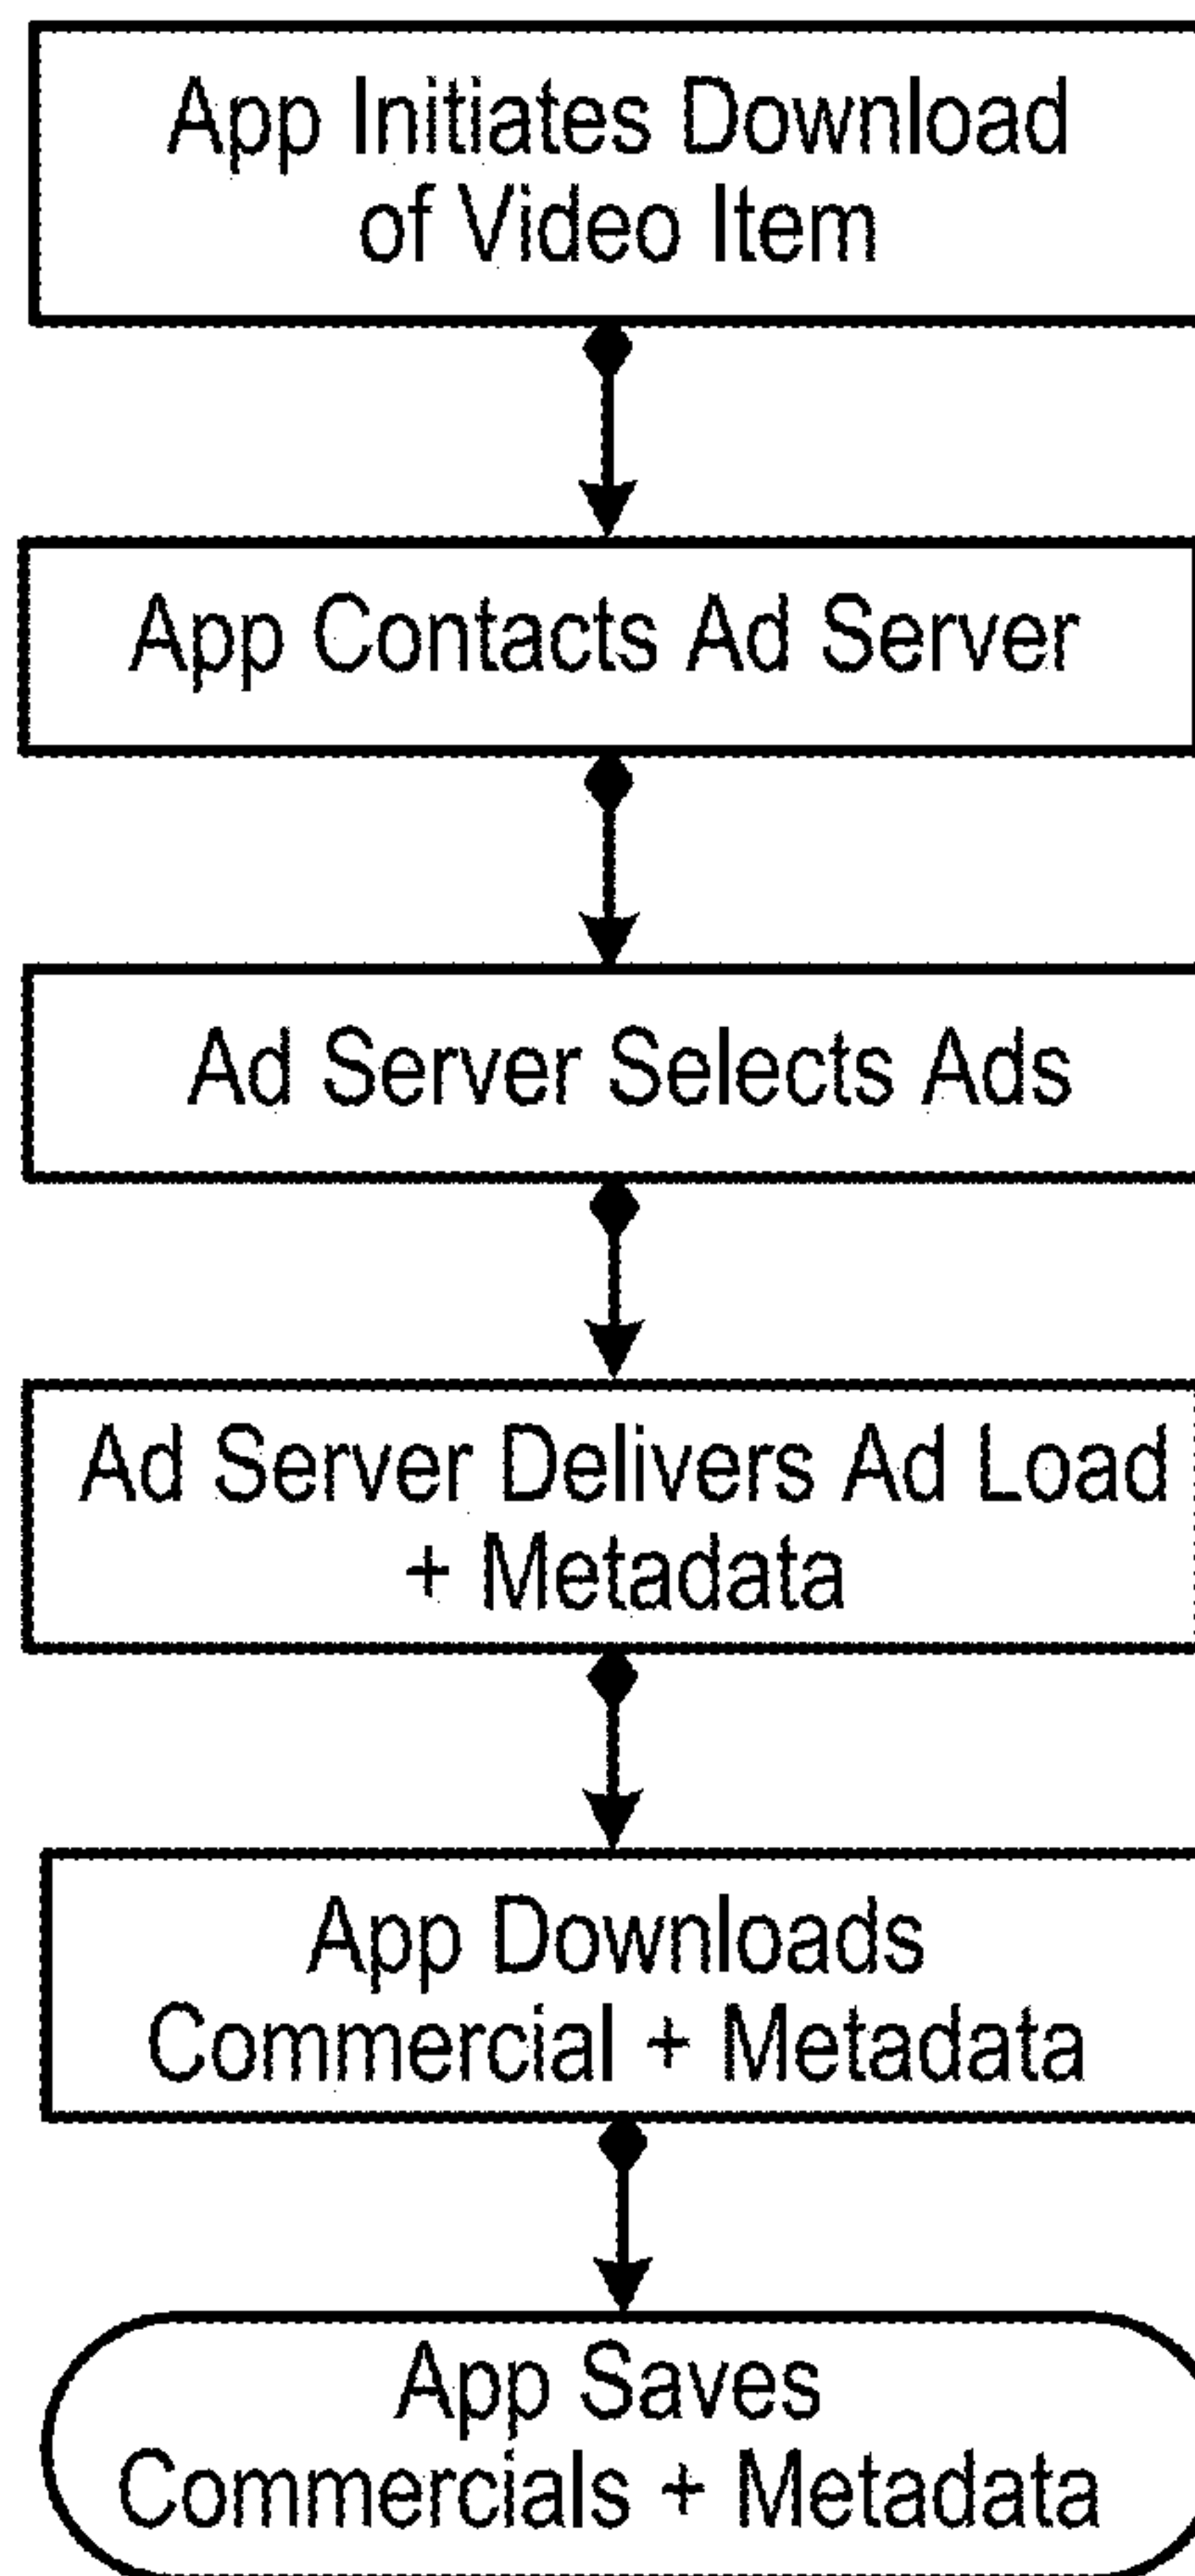 App Initiates Download
of Video Item
App Contacts Ad Server
Ad Server Selects Ads
Ad Server Delivers Ad Load
+ Metadata
App Downloads
Commercial + Metadata
App Saves
Commercials + Metadata